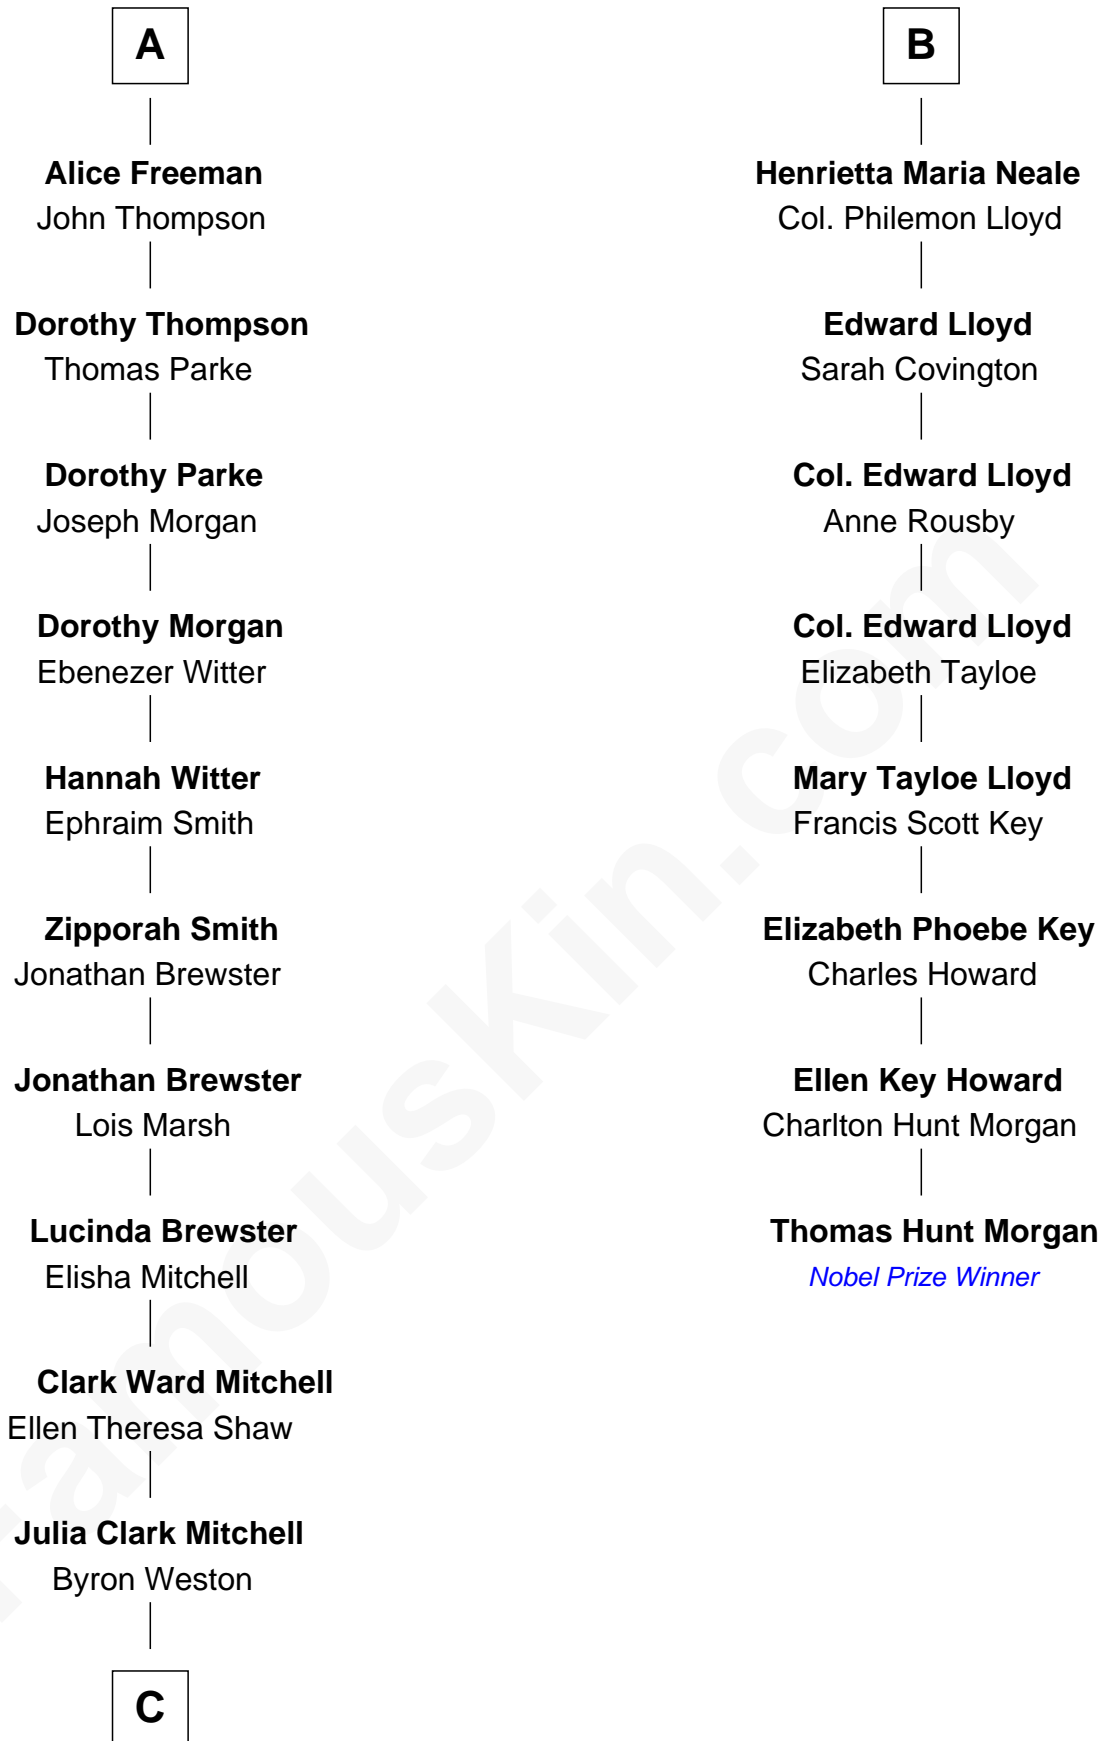 A
Alice Freeman
John Thompson
Dorothy Thompson
Thomas Parke
Dorothy Parke
Joseph Morgan
Dorothy Morgan
Ebenezer Witter
Hannah Witter
Ephraim Smith
Zipporah Smith
Jonathan Brewster
Jonathan Brewster
Lois Marsh
Lucinda Brewster
Elisha Mitchell
Clark Ward Mitchell
Ellen Theresa Shaw
Julia Clark Mitchell
Byron Weston
C
B
Henrietta Maria Neale
Col. Philemon Lloyd
Edward Lloyd
Sarah Covington
Col. Edward Lloyd
Anne Rousby
Col. Edward Lloyd
Elizabeth Tayloe
Mary Tayloe Lloyd
Francis Scott Key
Elizabeth Phoebe Key
Charles Howard
Ellen Key Howard
Charlton Hunt Morgan
Thomas Hunt Morgan
Nobel Prize Winner
FamousKin.com